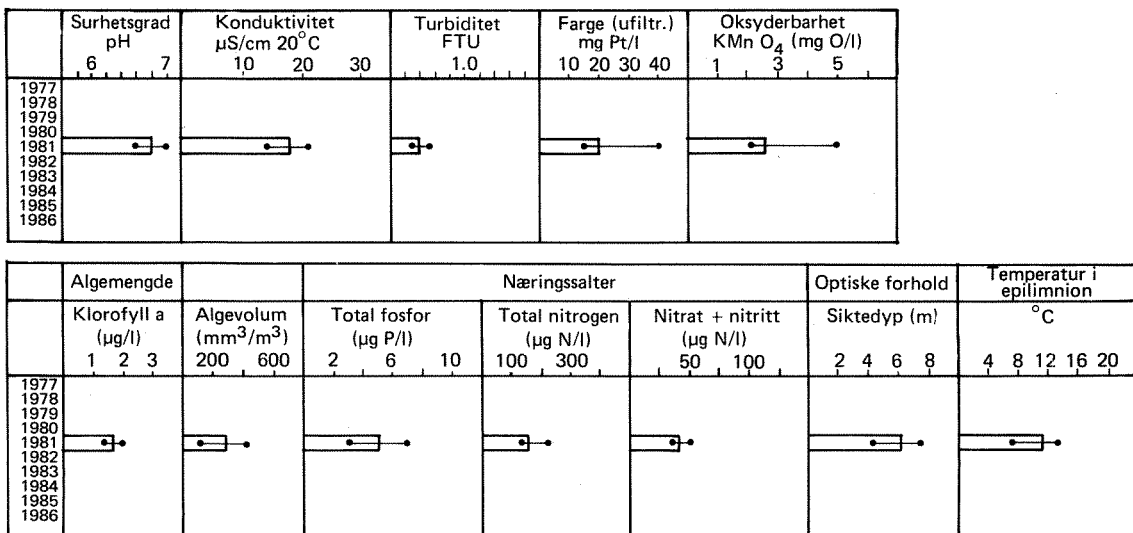 Surhetsgrad Konduktivitet Turbiditet Farge (ufiltr.) Oksyderbarhet
pH µS/cm 20°C FTU mg Pt/l KMn O4 (mg O/l)
6 7 10 20 30 1.0 10 20 30 40 1 3 5
1977
1978
1979
1980
1981
1982
1983
1984
1985
1986
Algemengde Næringssalter Optiske forhold Temperatur i
epilimnion
Klorofyll a Algevolum Total fosfor Total nitrogen Nitrat + nitritt Siktedyp (m) °C
(µg/l) (mm3/m3) (µg P/l) (µg N/l) (µg N/l)
1 2 3 200 600 2 6 10 100 300 50 100 2 4 6 8 4 8 12 16 20
1977
1978
1979
1980
1981
1982
1983
1984
1985
1986